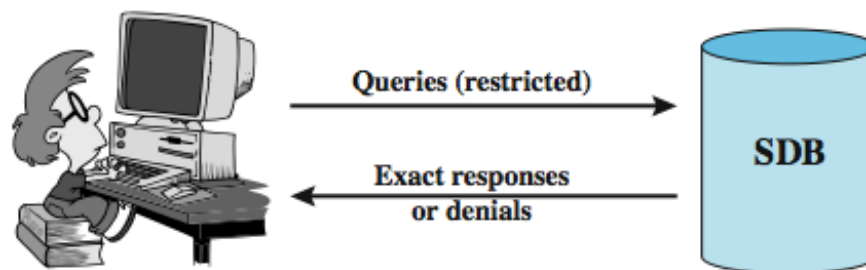 Queries (restricted)
SDB
Exact responses
or denials